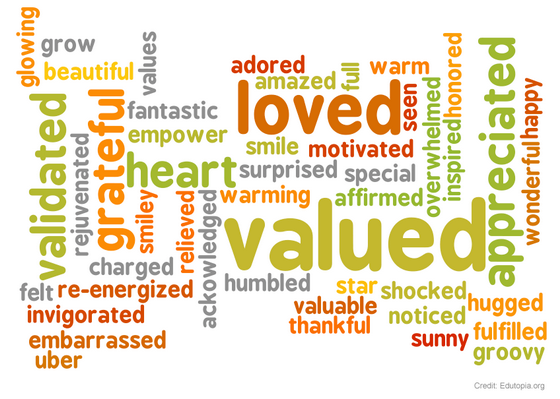 glowing
grow
values
beautiful
adored
amazed
full
warm
honored
loved
seen
appreciated
happy
validated
grateful
fantastic
empower
smile
motivated
overwhelmed
inspired
wonderful
rejuvenated
heart
surprised
special
smiley
relieved
acknowledged
warming
affirmed
valued
charged
humbled
felt
re-energized
star
shocked
hugged
invigorated
valuable
noticed
thankful
sunny
fulfilled
embarrassed
groovy
uber
Credit: Edutopia.org